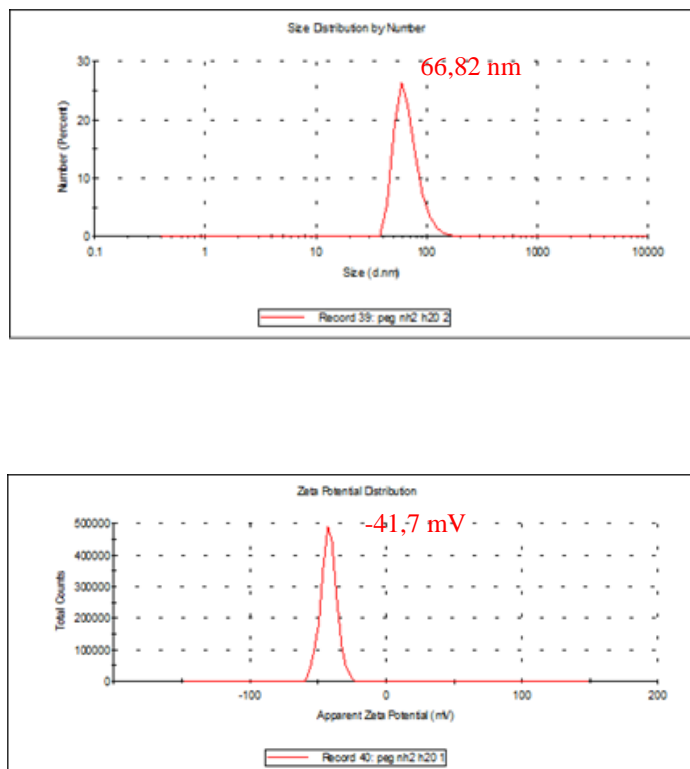 Size Distribution by Number
66,82 nm
30
20
10
0
Number (Percent)
0.1 1 10 100 1000 10000
Size (d.nm)
Record 39: peg nh2 h20 2
Zeta Potential Distribution
-41,7 mV
500000
400000
300000
200000
100000
0
Total Counts
-100 0 100 200
Apparent Zeta Potential (mV)
Record 40: peg nh2 h20 1